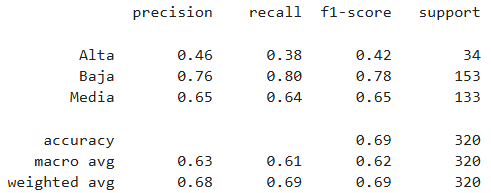 precision recall f1-score support
Alta 0.46 0.38 0.42 34
Baja 0.76 0.80 0.78 153
Media 0.65 0.64 0.65 133
accuracy 0.69 320
macro avg 0.63 0.61 0.62 320
weighted avg 0.68 0.69 0.69 320